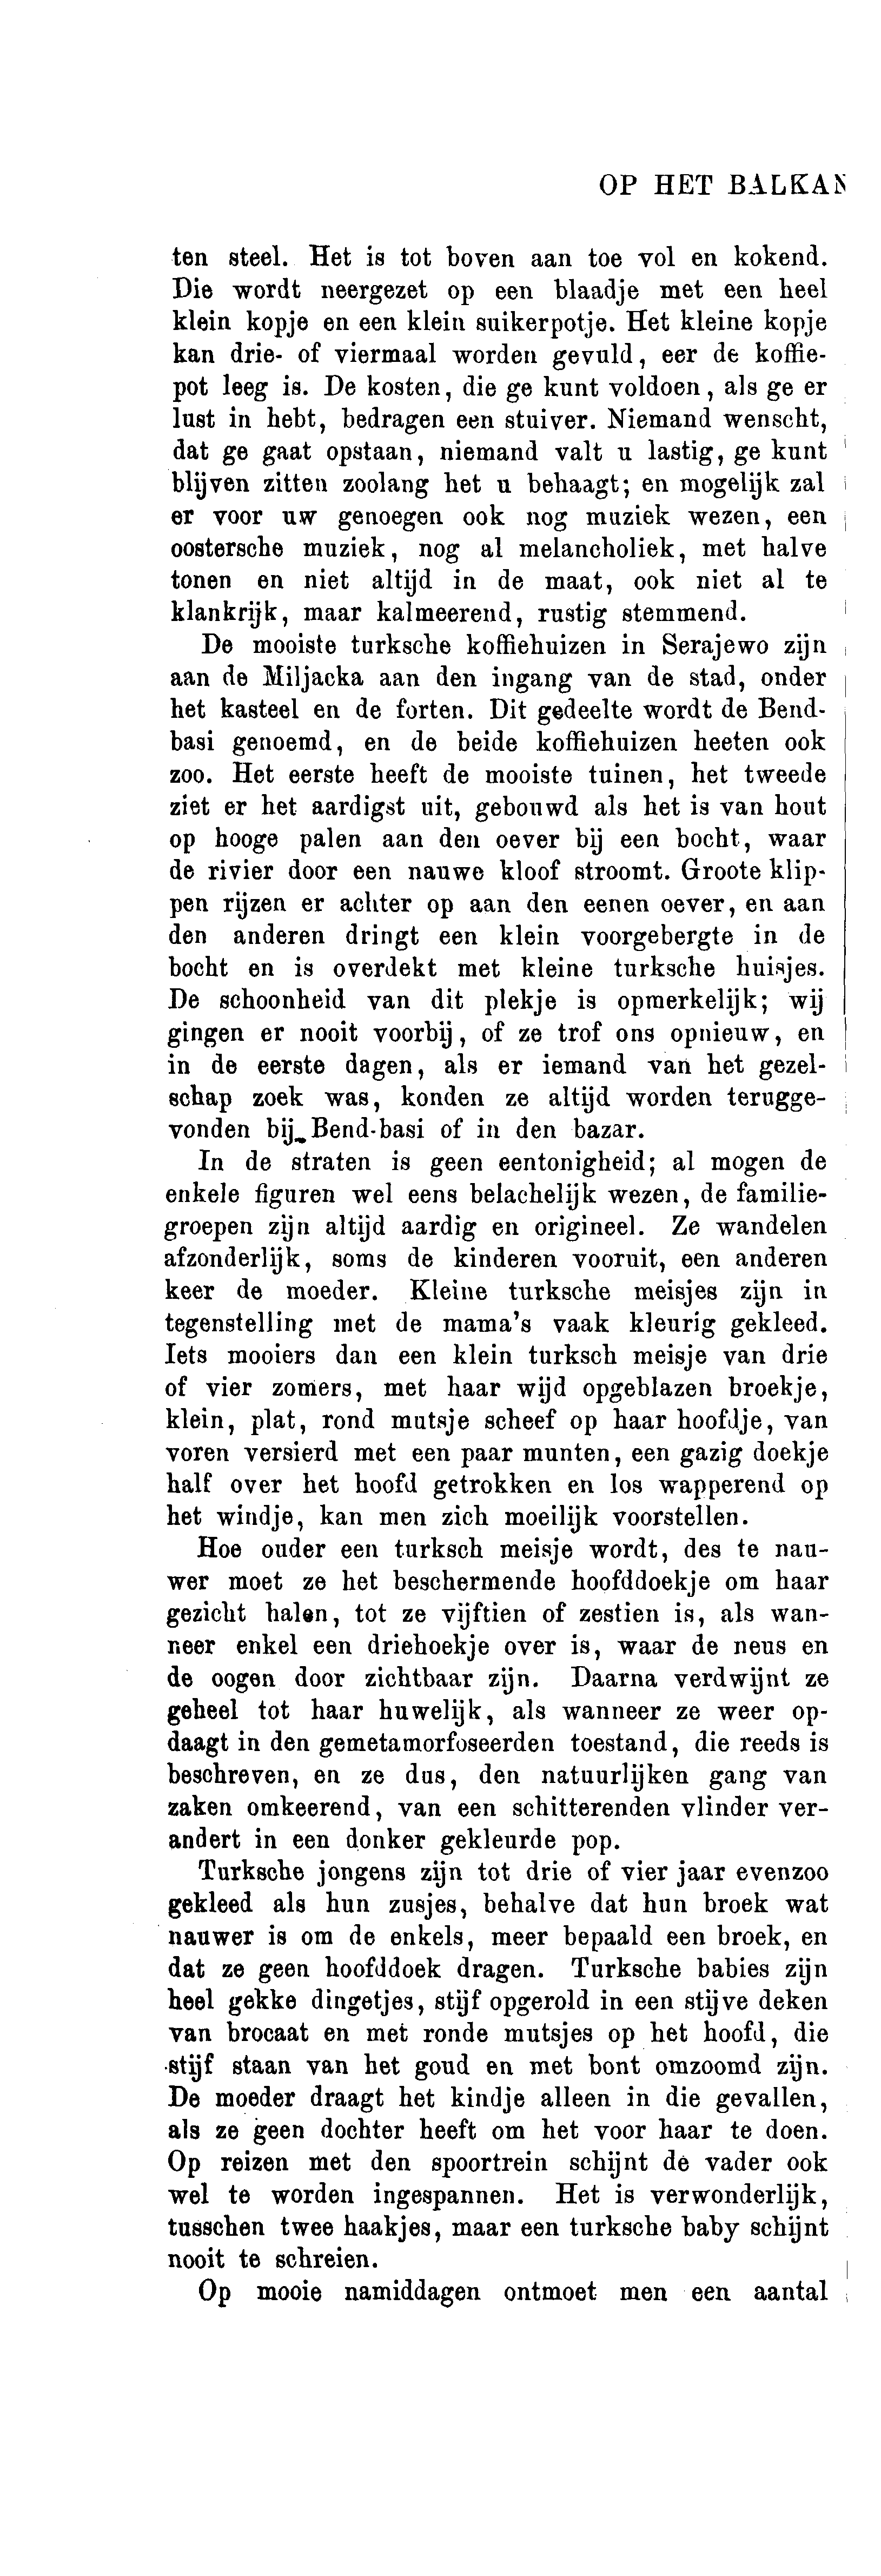 OP HET BALKAN
ten steel. Het is tot boven aan toe vol en kokend.
Die wordt neergezet op een blaadje met een heel
klein kopje en een klein suikerpotje. Het kleine kopje
kan drie- of viermaal worden gevuld, eer de koffie-
pot leeg is. De kosten, die ge kunt voldoen, als ge er
lust in hebt, bedragen een stuiver. Niemand wenscht,
dat ge gaat opstaan, niemand valt u lastig, ge kunt
blijven zitten zoolang het u behaagt; en mogelijk zal
er voor uw genoegen ook nog muziek wezen, een
oostersche muziek, nog al melancholiek, met halve
tonen en niet altijd in de maat, ook niet al te
klankrijk, maar kalmeerend, rustig stemmend.
De mooiste turksche koffiehuizen in Serajewo zijn
aan de Miljacka aan den ingang van de stad, onder
het kasteel en de forten. Dit gedeelte wordt de Bend-
basi genoemd, en de beide koffiehuizen heeten ook
zoo. Het eerste heeft de mooiste tuinen, het tweede
ziet er het aardigst uit, gebouwd als het is van hout
op hooge palen aan den oever bij een bocht, waar
de rivier door een nauwe kloof stroomt. Groote klip-
pen rijzen er achter op aan den eenen oever, en aan
den anderen dringt een klein voorgebergte in de
bocht en is overdekt met kleine turksche huisjes.
De schoonheid van dit plekje is opmerkelijk; wij
gingen er nooit voorbij, of ze trof ons opnieuw, en
in de eerste dagen, als er iemand van het gezel-
schap zoek was, konden ze altijd worden terugge-
vonden bij Bend-basi of in den bazar.
In de straten is geen eentonigheid; al mogen de
enkele figuren wel eens belachelijk wezen, de familie-
groepen zijn altijd aardig en origineel. Ze wandelen
afzonderlijk, soms de kinderen vooruit, een anderen
keer de moeder. Kleine turksche meisjes zijn in
tegenstelling met de mama's vaak kleurig gekleed.
Iets mooiers dan een klein turksch meisje van drie
of vier zomers, met haar wijd opgeblazen broekje,
klein, plat, rond mutsje scheef op haar hoofdje, van
voren versierd met een paar munten, een gazig doekje
half over het hoofd getrokken en los wapperend op
het windje, kan men zich moeilijk voorstellen.
Hoe ouder een turksch meisje wordt, des te nau-
wer moet ze het beschermende hoofddoekje om haar
gezicht halen, tot ze vijftien of zestien is, als wan-
neer enkel een driehoekje over is, waar de neus en
de oogen door zichtbaar zijn. Daarna verdwijnt ze
geheel tot haar huwelijk, als wanneer ze weer op-
daagt in den gemetamorfoseerden toestand, die reeds is
beschreven, en ze dus, den natuurlijken gang van
zaken omkeerend, van een schitterenden vlinder ver-
andert in een donker gekleurde pop.
Turksche jongens zijn tot drie of vier jaar evenzoo
gekleed als hun zusjes, behalve dat hun broek wat
nauwer is om de enkels, meer bepaald een broek, en
dat ze geen hoofddoek dragen. Turksche babies zijn
heel gekke dingetjes, stijf opgerold in een stijve deken
van brocaat en met ronde mutsjes op het hoofd, die
stijf staan van het goud en met bont omzoomd zijn.
De moeder draagt het kindje alleen in die gevallen,
als ze geen dochter heeft om het voor haar te doen.
Op reizen met den spoortrein schijnt de vader ook
wel te worden ingespannen. Het is verwonderlijk,
tusschen twee haakjes, maar een turksche baby schijnt
nooit te schreien.
Op mooie namiddagen ontmoet men een aantal